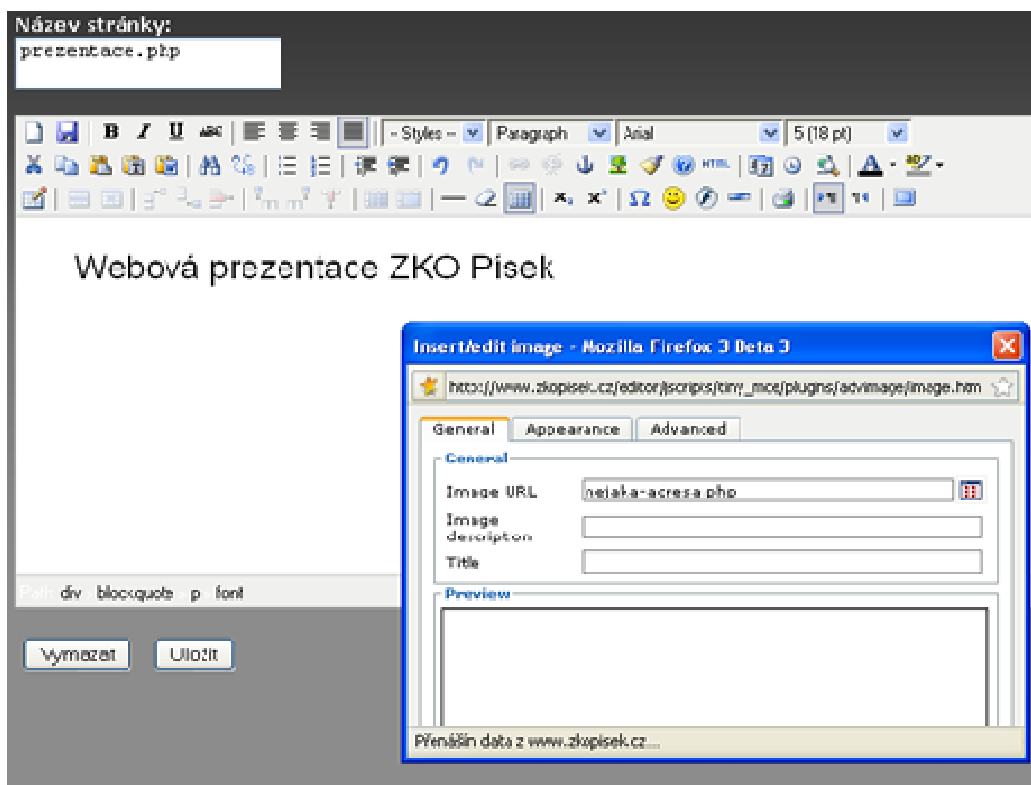 Název stránky:
prezentace.php
B I U ABC -- Styles -- Paragraph Arial 5 (18 pt)
HTML A
Webová prezentace ZKO Písek
Insert/edit image - Mozilla Firefox 3 Beta 3
http://www.zkopisek.cz/editor/jscripts/tiny_mce/plugins/advimage/image.htm
General Appearance Advanced
General
Image URL nejaka-adresa.php
Image
description
Title
Path: div blockquote p font
Preview
Vymazat Uložit
Přenáším data z www.zkopisek.cz...